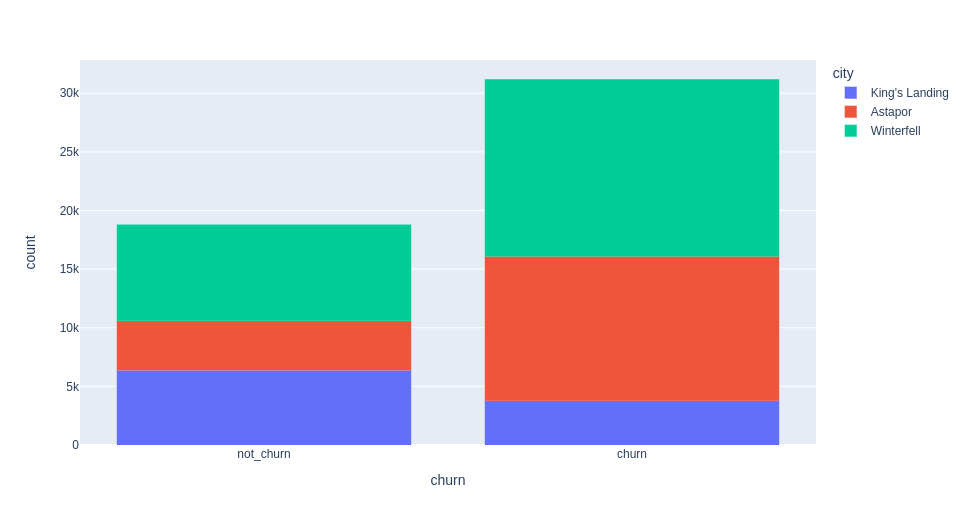 city
King's Landing
Astapor
Winterfell
30k
25k
20k
15k
10k
5k
0
count
not_churn
churn
churn